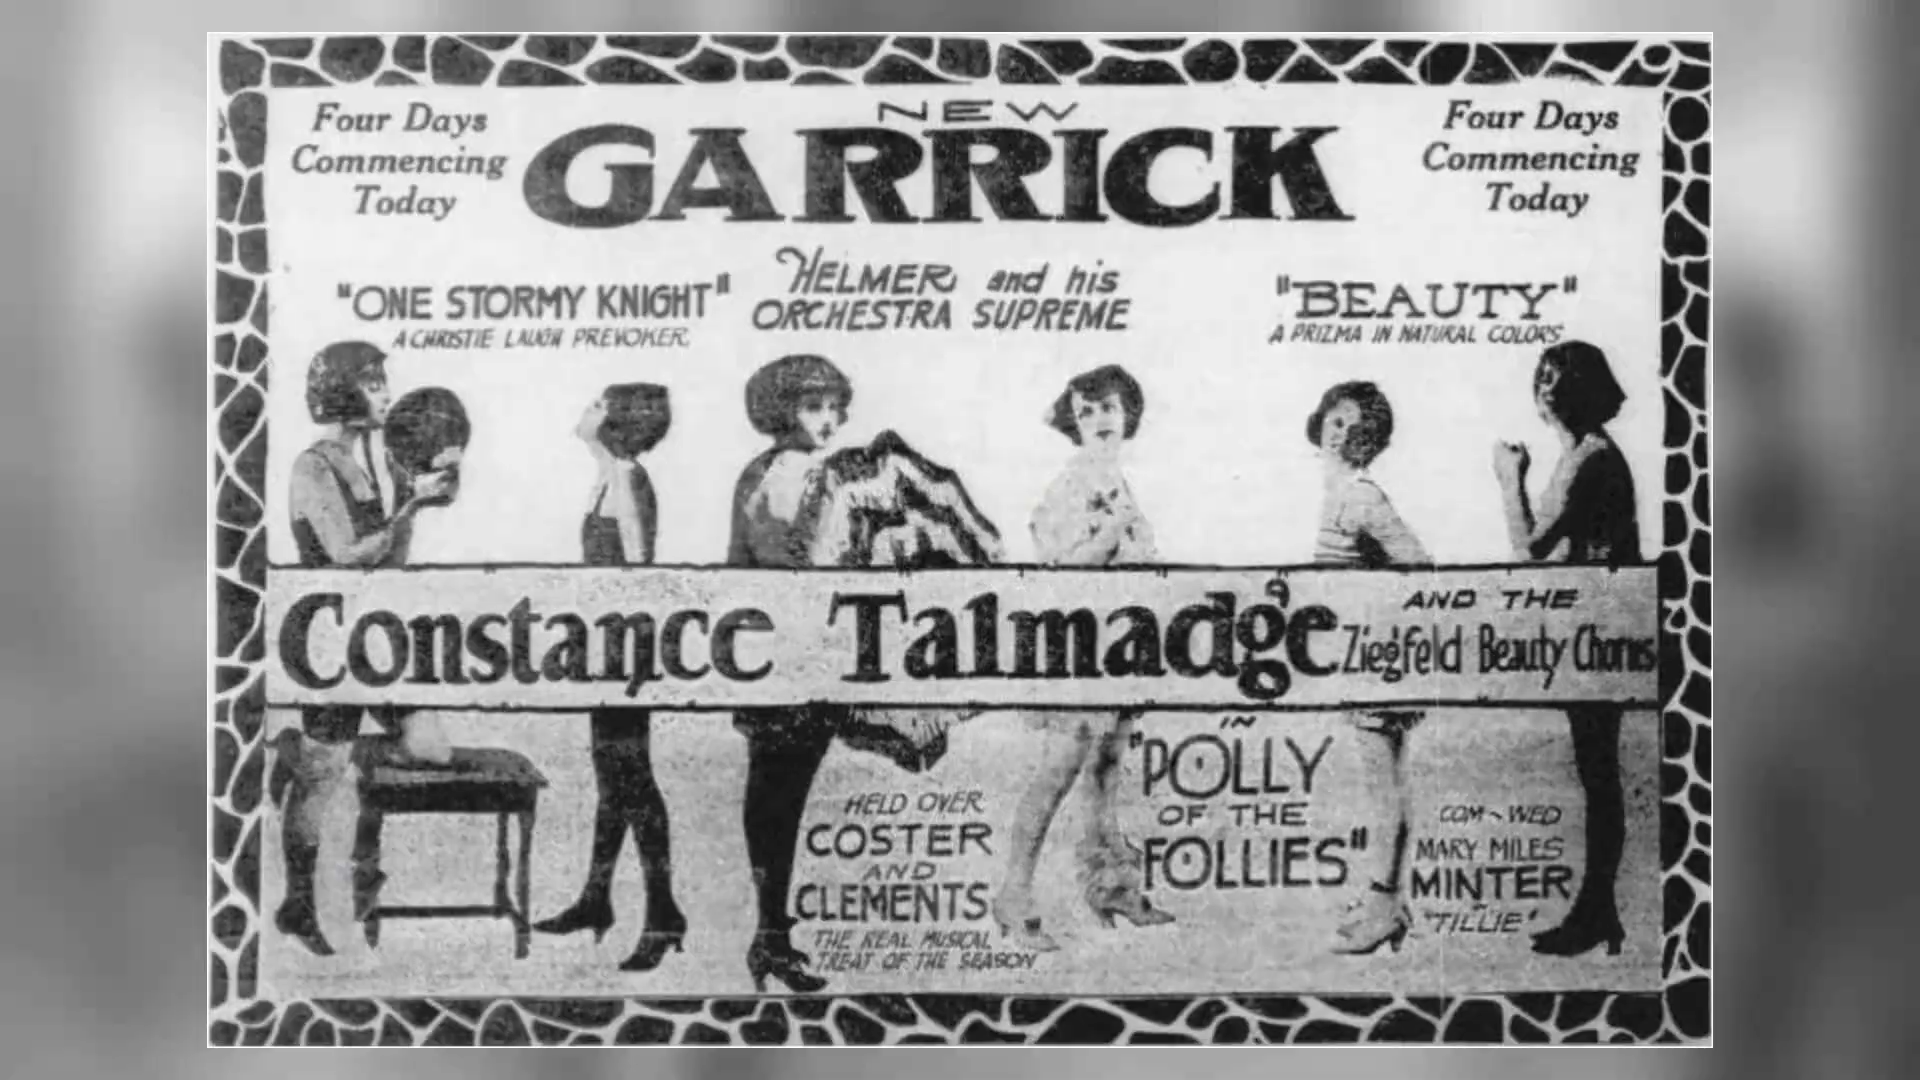 Four Days
Commencing
Today
NEW
GARRICK
Four Days
Commencing
Today
"ONE STORMY KNIGHT"
A CHRISTIE LAUGH PREVOKER
HELMER and his
ORCHESTRA SUPREME
"BEAUTY"
A PRIZMA IN NATURAL COLORS
Constance Talmadge
AND THE
Ziegfeld Beauty Chorus
IN
"POLLY
OF THE
FOLLIES"
HELD OVER
COSTER
AND
CLEMENTS
THE REAL MUSICAL
TREAT OF THE SEASON
COM~WED
MARY MILES
MINTER
IN
"TILLIE"